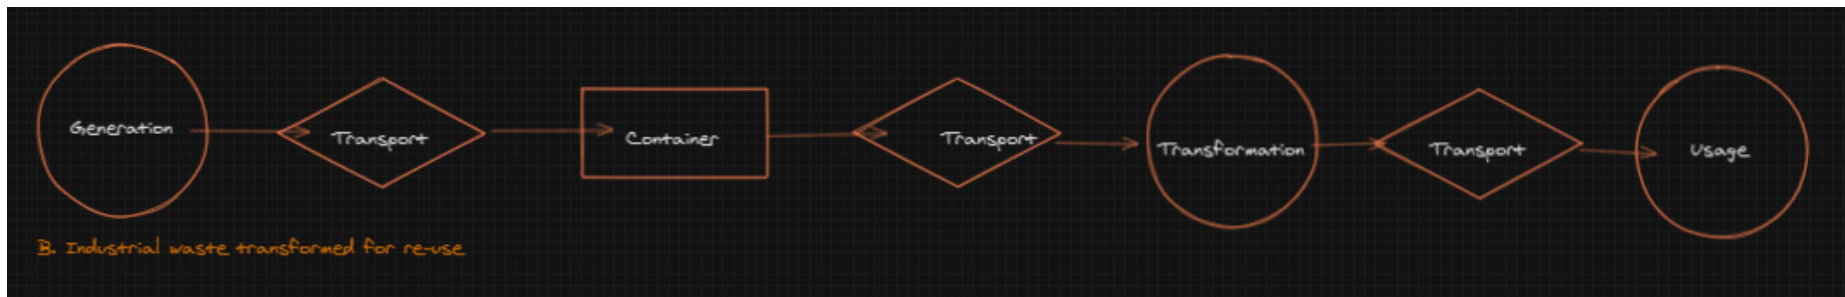 Generation
Transport
Container
Transport
Transformation
Transport
Usage
B. Industrial waste transformed for re-use